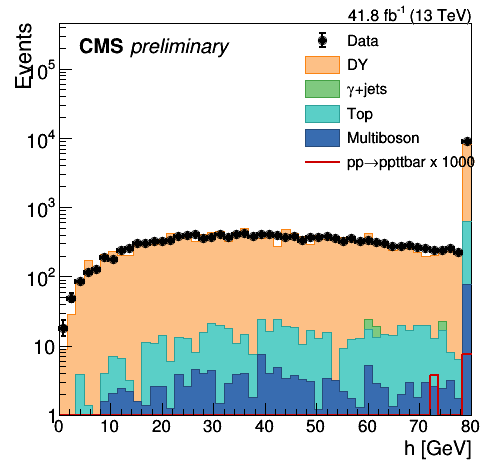 41.8 fb⁻¹ (13 TeV)
CMS preliminary
Events
Data
DY
γ+jets
Top
Multiboson
pp→ppttbar x 1000
10⁵
10⁴
10³
10²
10
1
0 10 20 30 40 50 60 70 80
h [GeV]